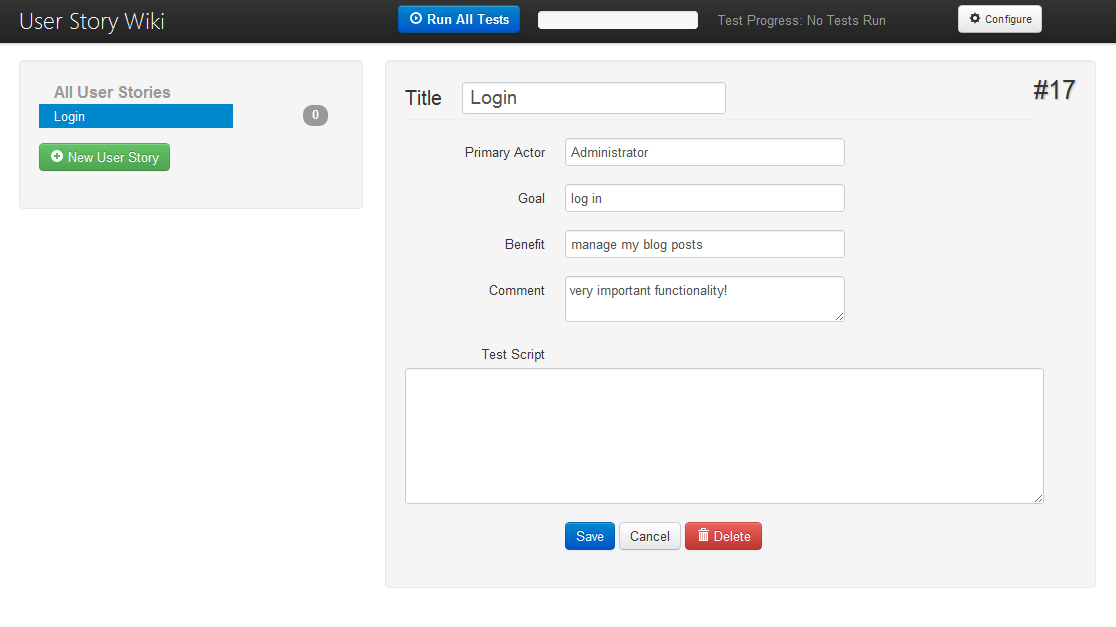 User Story Wiki
Run All Tests
Test Progress: No Tests Run
Configure
All User Stories
Login
0
New User Story
Title
Login
#17
Primary Actor
Administrator
Goal
log in
Benefit
manage my blog posts
Comment
very important functionality!
Test Script
Save
Cancel
Delete